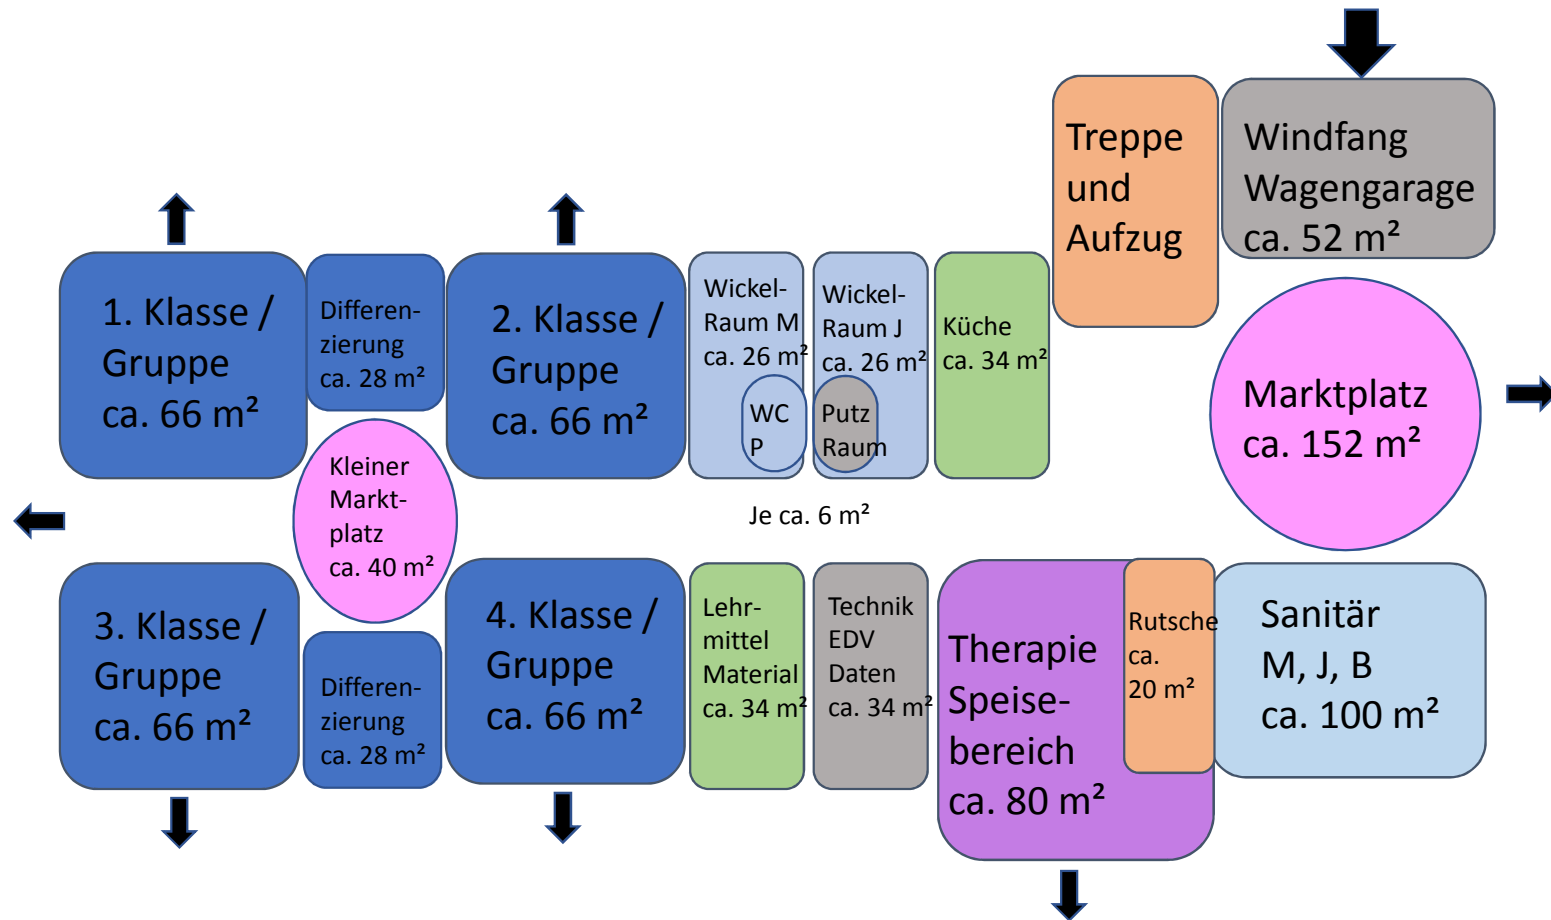 Treppe
und
Aufzug
Windfang
Wagengarage
ca. 52 m²
1. Klasse /
Gruppe
ca. 66 m²
Differen-
zierung
ca. 28 m²
2. Klasse /
Gruppe
ca. 66 m²
Wickel-
Raum M
ca. 26 m²
WC
P
Wickel-
Raum J
ca. 26 m²
Putz
Raum
Küche
ca. 34 m²
Marktplatz
ca. 152 m²
Kleiner
Markt-
platz
ca. 40 m²
Je ca. 6 m²
3. Klasse /
Gruppe
ca. 66 m²
Differen-
zierung
ca. 28 m²
4. Klasse /
Gruppe
ca. 66 m²
Lehr-
mittel
Material
ca. 34 m²
Technik
EDV
Daten
ca. 34 m²
Therapie
Speise-
bereich
ca. 80 m²
Rutsche
ca.
20 m²
Sanitär
M, J, B
ca. 100 m²